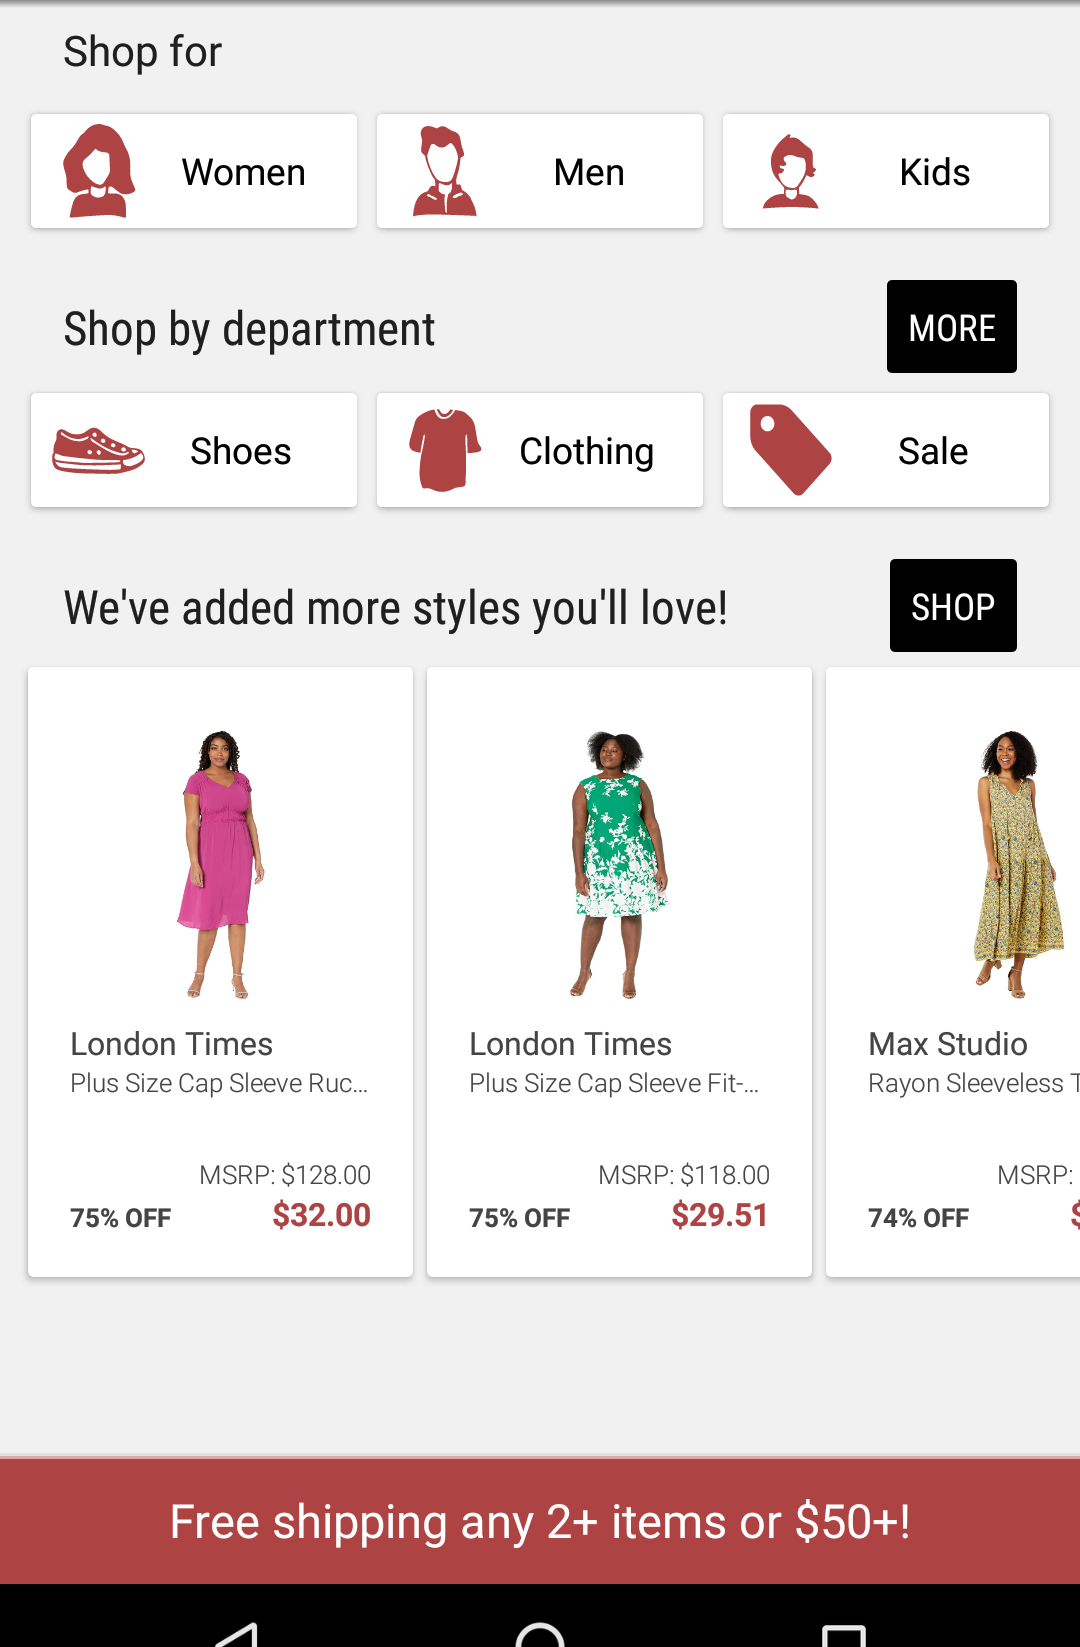 Shop for
Women
Men
Kids
Shop by department
MORE
Shoes
Clothing
Sale
We've added more styles you'll love!
SHOP
London Times
Plus Size Cap Sleeve Ruc...
MSRP: $128.00
75% OFF
$32.00
London Times
Plus Size Cap Sleeve Fit-...
MSRP: $118.00
75% OFF
$29.51
Max Studio
Rayon Sleeveless T
MSRP:
74% OFF
$
Free shipping any 2+ items or $50+!